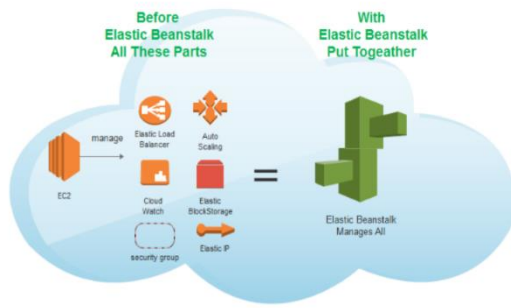 Before
Elastic Beanstalk
All These Parts
With
Elastic Beanstalk
Put Togeather
manage
EC2
Elastic Load
Balancer
Auto
Scaling
Cloud
Watch
Elastic
BlockStorage
security group
Elastic IP
=
Elastic Beanstalk
Manages All